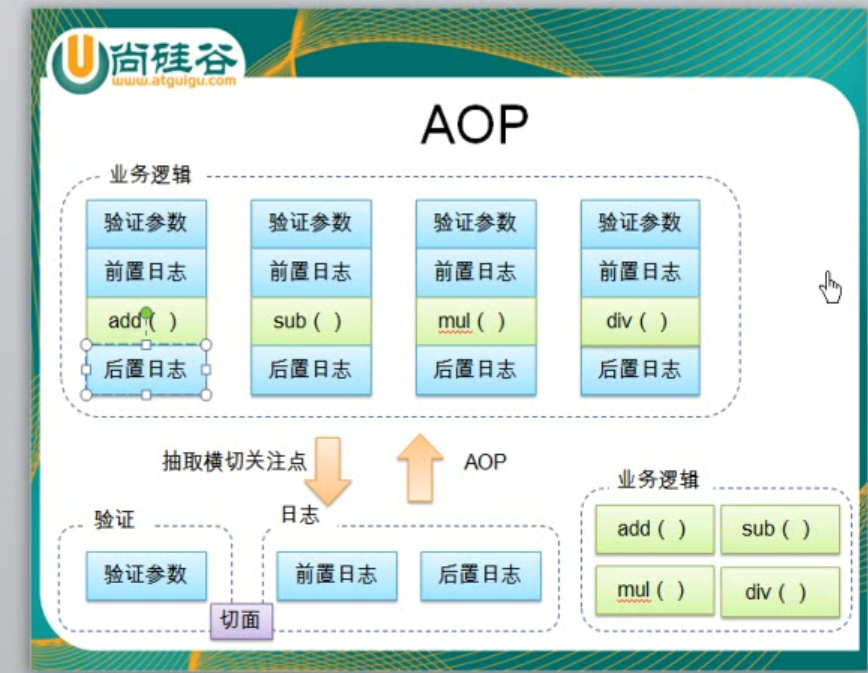 尚硅谷
www.atguigu.com
AOP
业务逻辑
验证参数 验证参数 验证参数 验证参数
前置日志 前置日志 前置日志 前置日志
add ( ) sub ( ) mul ( ) div ( )
后置日志 后置日志 后置日志 后置日志
抽取横切关注点 AOP
验证
验证参数
日志
前置日志 后置日志
切面
业务逻辑
add ( ) sub ( )
mul ( ) div ( )